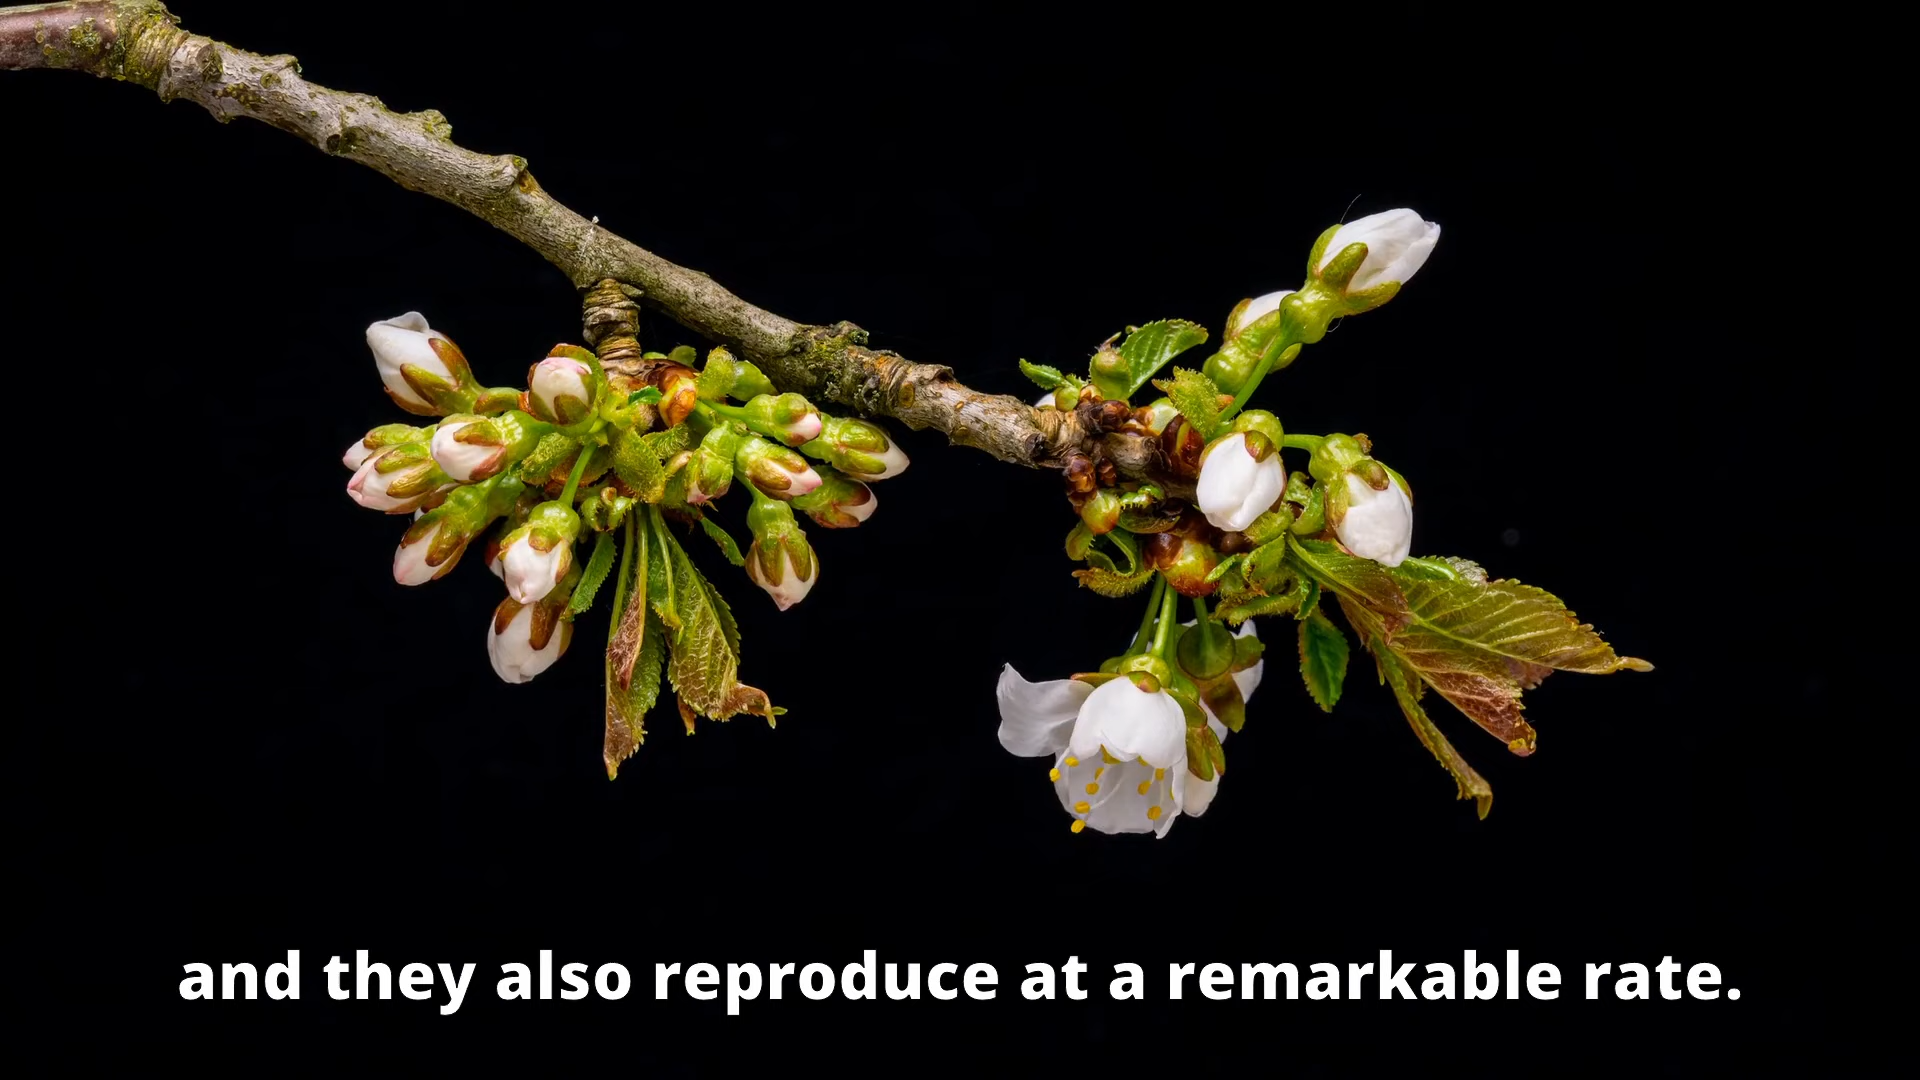 and they also reproduce at a remarkable rate.